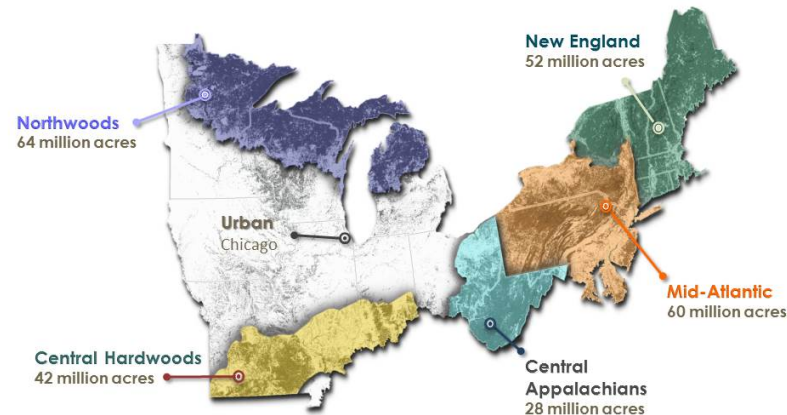 New England
52 million acres
Northwoods
64 million acres
Urban
Chicago
Mid-Atlantic
60 million acres
Central Hardwoods
42 million acres
Central
Appalachians
28 million acres